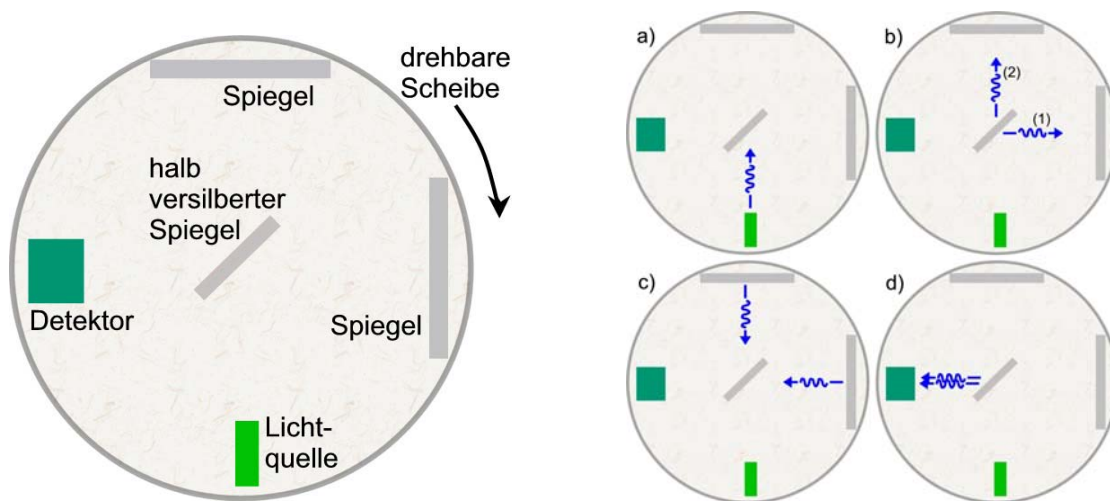 drehbare
Scheibe
Spiegel
halb
versilberter
Spiegel
Spiegel
Detektor
Licht-
quelle
a)
b)
(2)
(1)
c)
d)